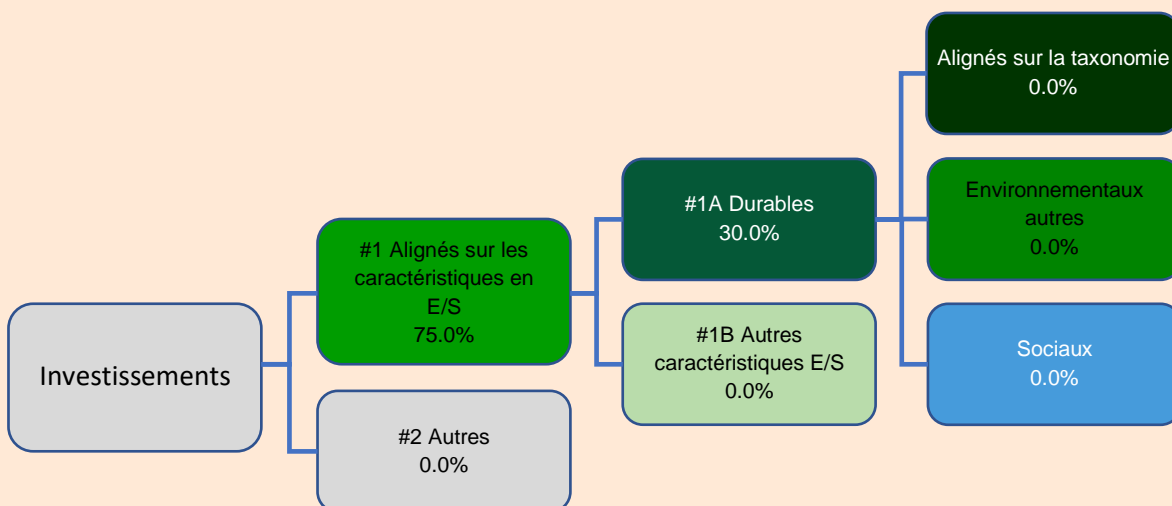 Investissements
#1 Alignés sur les
caractéristiques en
E/S
75.0%
#2 Autres
0.0%
#1A Durables
30.0%
#1B Autres
caractéristiques E/S
0.0%
Alignés sur la taxonomie
0.0%
Environnementaux
autres
0.0%
Sociaux
0.0%